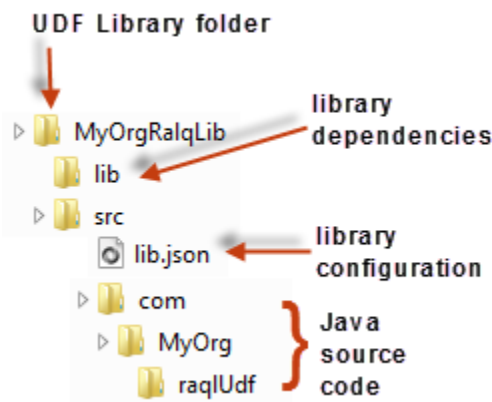 UDF Library folder
MyOrgRalqLib
library
dependencies
lib
src
lib.json
library
configuration
com
MyOrg
raqlUdf
Java
source
code